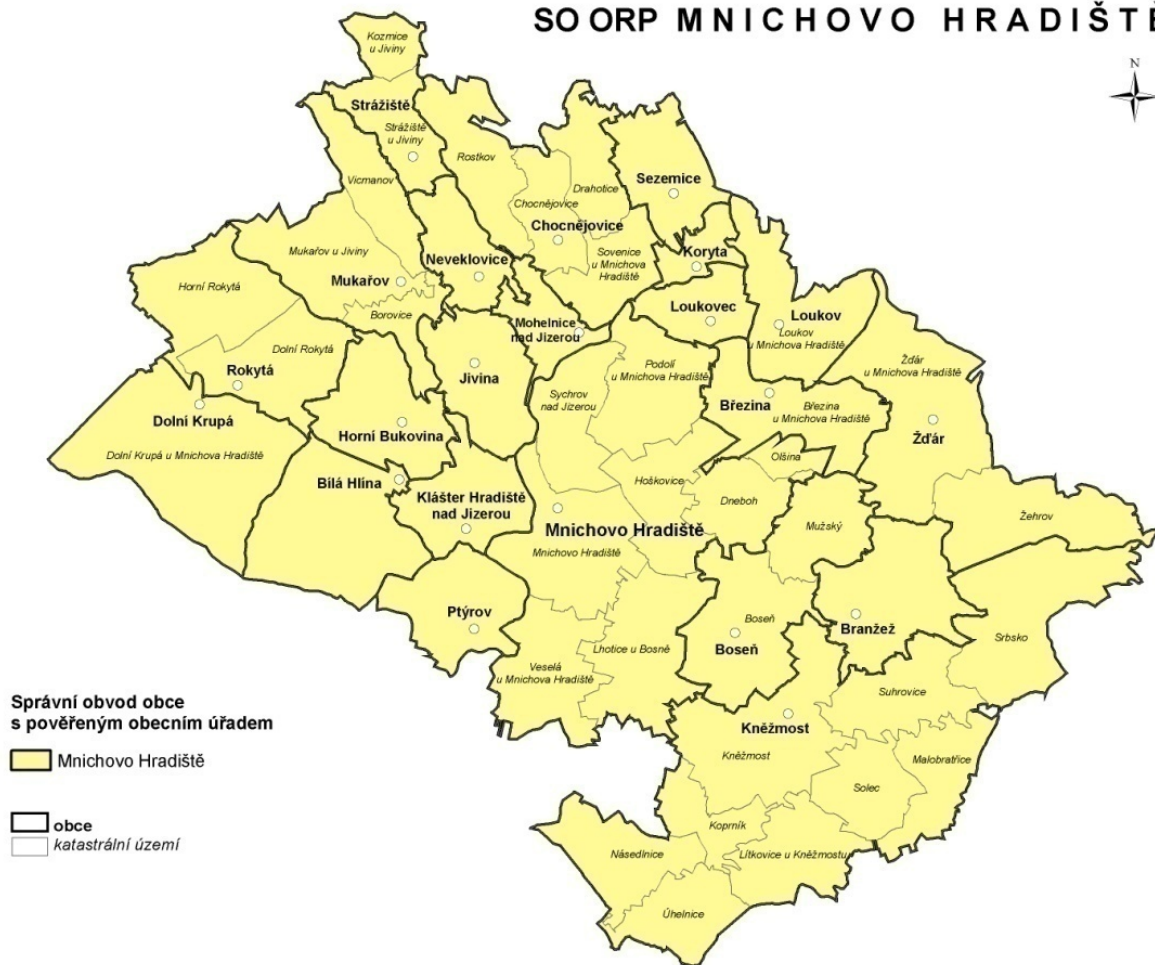 SO ORP MNICHOVO HRADIŠTĚ
N
Kozmice
u Jiviny
Strážiště
Strážiště
u Jiviny
Rostkov
Vicmanov
Drahotice
Sezemice
Chocnějovice
Chocnějovice
Mukařov u Jiviny
Neveklovice
Sovenice
u Mnichova
Hradiště
Koryta
Horní Rokytá
Mukařov
Borovice
Loukovec
Loukov
Loukov
u Mnichova Hradiště
Mohelnice
nad Jizerou
Dolní Rokytá
Rokytá
Jivina
Podolí
u Mnichova Hradiště
Žďár
u Mnichova Hradiště
Sychrov
nad Jizerou
Březina
Březina
u Mnichova Hradiště
Dolní Krupá
Horní Bukovina
Žďár
Dolní Krupá u Mnichova Hradiště
Olšina
Bílá Hlína
Hoškovice
Klášter Hradiště
nad Jizerou
Dneboh
Mužský
Žehrov
Mnichovo Hradiště
Mnichovo Hradiště
Ptýrov
Boseň
Branžež
Srbsko
Lhotice u Bosně
Boseň
Veselá
u Mnichova Hradiště
Suhrovice
Správní obvod obce
s pověřeným obecním úřadem
Kněžmost
Kněžmost
Mnichovo Hradiště
Malobratřice
Solec
obce
Koprník
katastrální území
Násedlnice
Lítkovice u Kněžmostu
Úhelnice